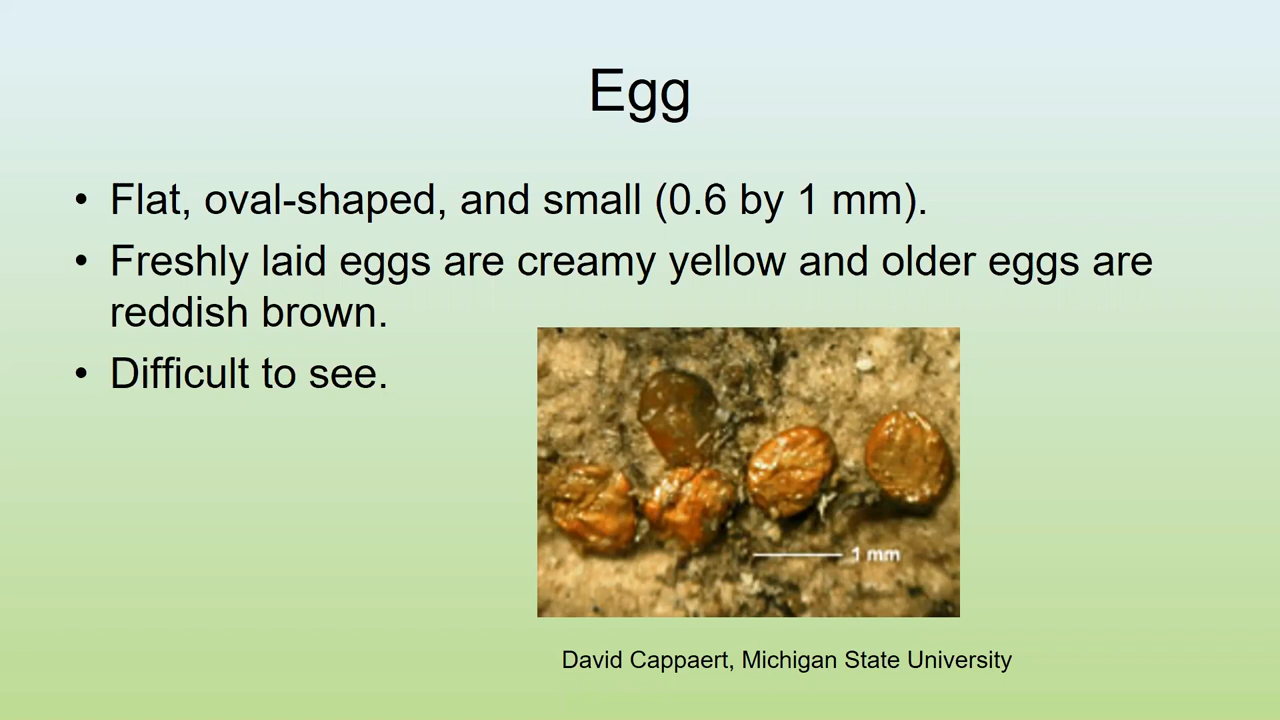 Egg
• Flat, oval-shaped, and small (0.6 by 1 mm).
• Freshly laid eggs are creamy yellow and older eggs are
reddish brown.
• Difficult to see.
1 mm
David Cappaert, Michigan State University